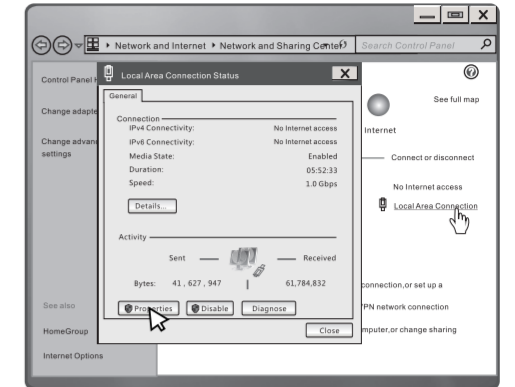 Network and Internet Network and Sharing Center
Search Control Panel
Control Panel H
Local Area Connection Status
X
General
Change adapte
Change advanc
settings
See full map
Internet
Connect or disconnect
No Internet access
Local Area Connection
Connection
IPv4 Connectivity: No Internet access
IPv6 Connectivity: No Internet access
Media State: Enabled
Duration: 05:52:33
Speed: 1.0 Gbps
Details...
Activity
Sent Received
Bytes: 41 , 627 , 947 61,784,832
Properties Disable Diagnose
Close
connection,or set up a
PN network connection
mputer,or change sharing
See also
HomeGroup
Internet Options